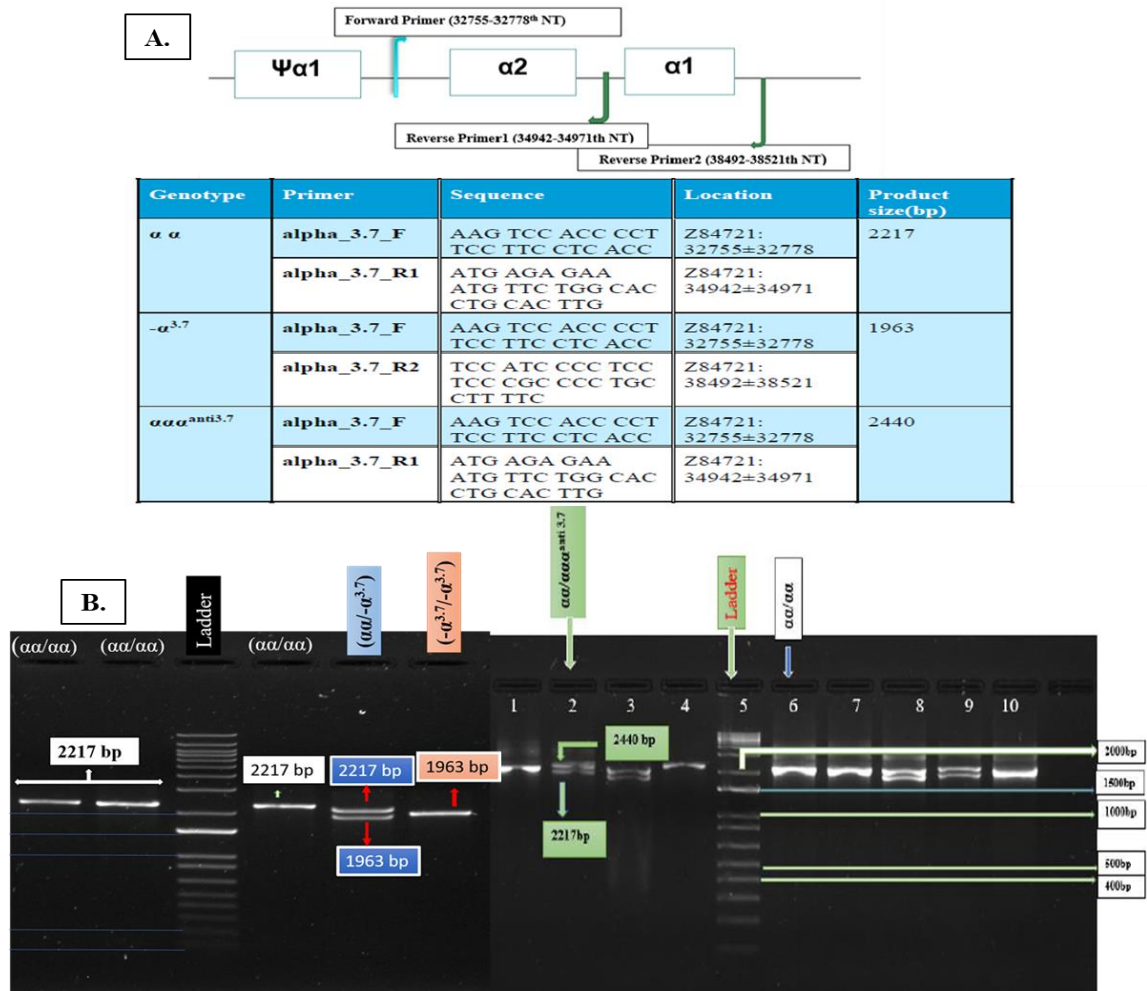 A.
Forward Primer (32755-32778th NT)
Ψα1
α2
α1
Reverse Primer1 (34942-34971th NT)
Reverse Primer2 (38492-38521th NT)
Genotype Primer Sequence Location Product
size(bp)
α α alpha_3.7_F AAG TCC ACC CCT Z84721: 2217
TCC TTC CTC ACC 32755±32778
alpha_3.7_R1 ATG AGA GAA Z84721:
ATG TTC TGG CAC 34942±34971
CTG CAC TTG
-α3.7 alpha_3.7_F AAG TCC ACC CCT Z84721: 1963
TCC TTC CTC ACC 32755±32778
alpha_3.7_R2 TCC ATC CCC TCC Z84721:
TCC CGC CCC TGC 38492±38521
CTT TTC
αααanti3.7 alpha_3.7_F AAG TCC ACC CCT Z84721: 2440
TCC TTC CTC ACC 32755±32778
alpha_3.7_R1 ATG AGA GAA Z84721:
ATG TTC TGG CAC 34942±34971
CTG CAC TTG
B.
(αα/αα)
(αα/αα)
Ladder
(αα/αα)
(αα/-α3.7)
(-α3.7/-α3.7)
αα/αααanti 3.7
Ladder
αα/αα
1 2 3 4 5 6 7 8 9 10
2217 bp
2217 bp
2217 bp
1963 bp
1963 bp
2440 bp
2217bp
2000bp
1500bp
1000bp
500bp
400bp